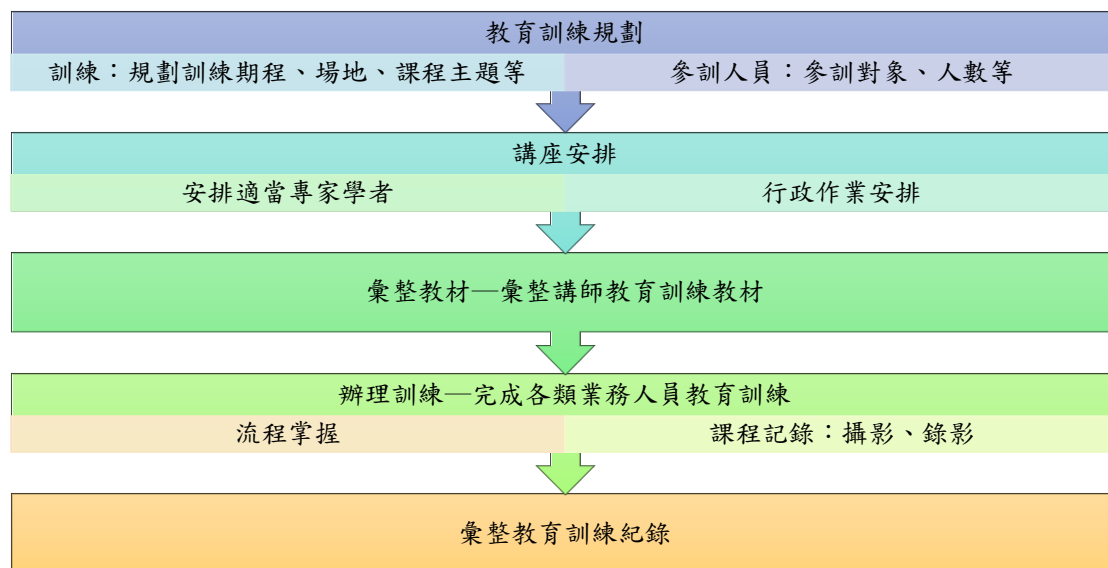 教育訓練規劃
訓練：規劃訓練期程、場地、課程主題等
參訓人員：參訓對象、人數等
講座安排
安排適當專家學者
行政作業安排
彙整教材—彙整講師教育訓練教材
辦理訓練—完成各類業務人員教育訓練
流程掌握
課程記錄：攝影、錄影
彙整教育訓練紀錄